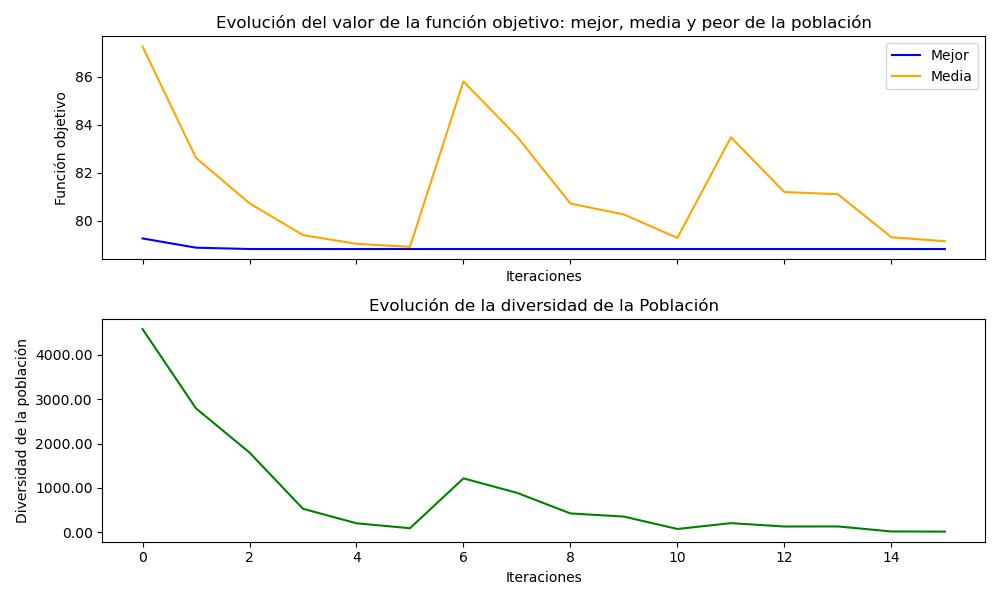 Evolución del valor de la función objetivo: mejor, media y peor de la población
Función objetivo
86
84
82
80
Mejor
Media
Iteraciones
Evolución de la diversidad de la Población
Diversidad de la población
4000.00
3000.00
2000.00
1000.00
0.00
0 2 4 6 8 10 12 14
Iteraciones